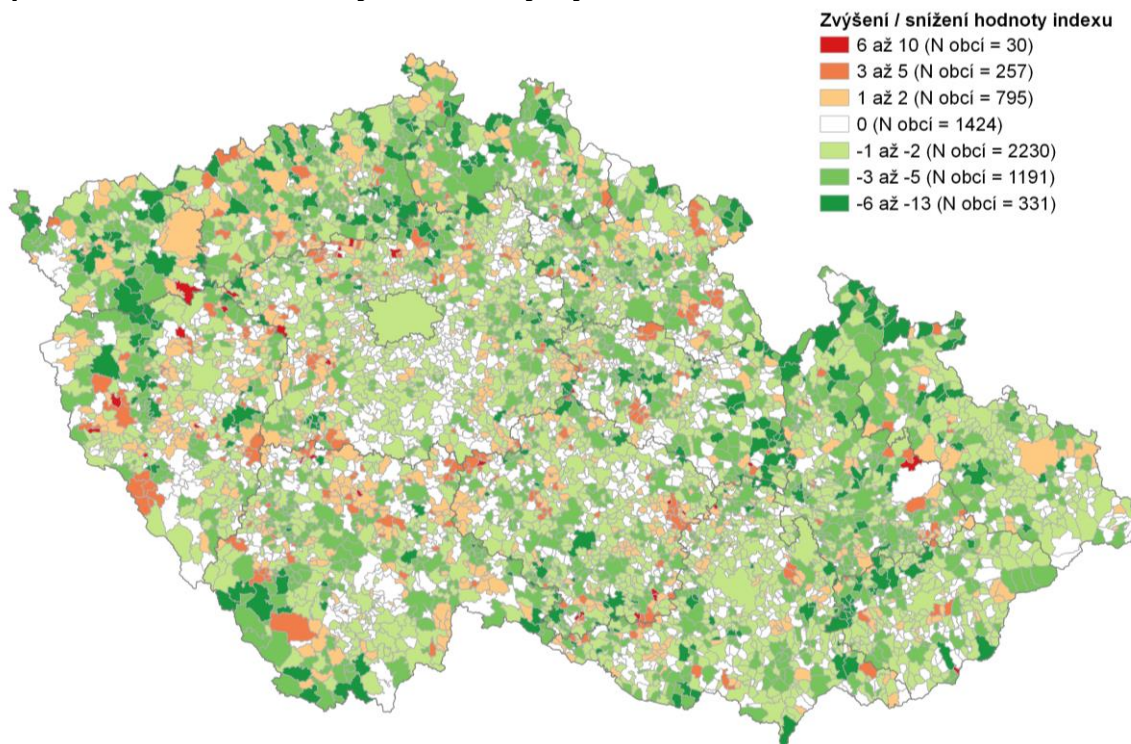 Zvýšení / snížení hodnoty indexu
6 až 10 (N obcí = 30)
3 až 5 (N obcí = 257)
1 až 2 (N obcí = 795)
0 (N obcí = 1424)
-1 až -2 (N obcí = 2230)
-3 až -5 (N obcí = 1191)
-6 až -13 (N obcí = 331)